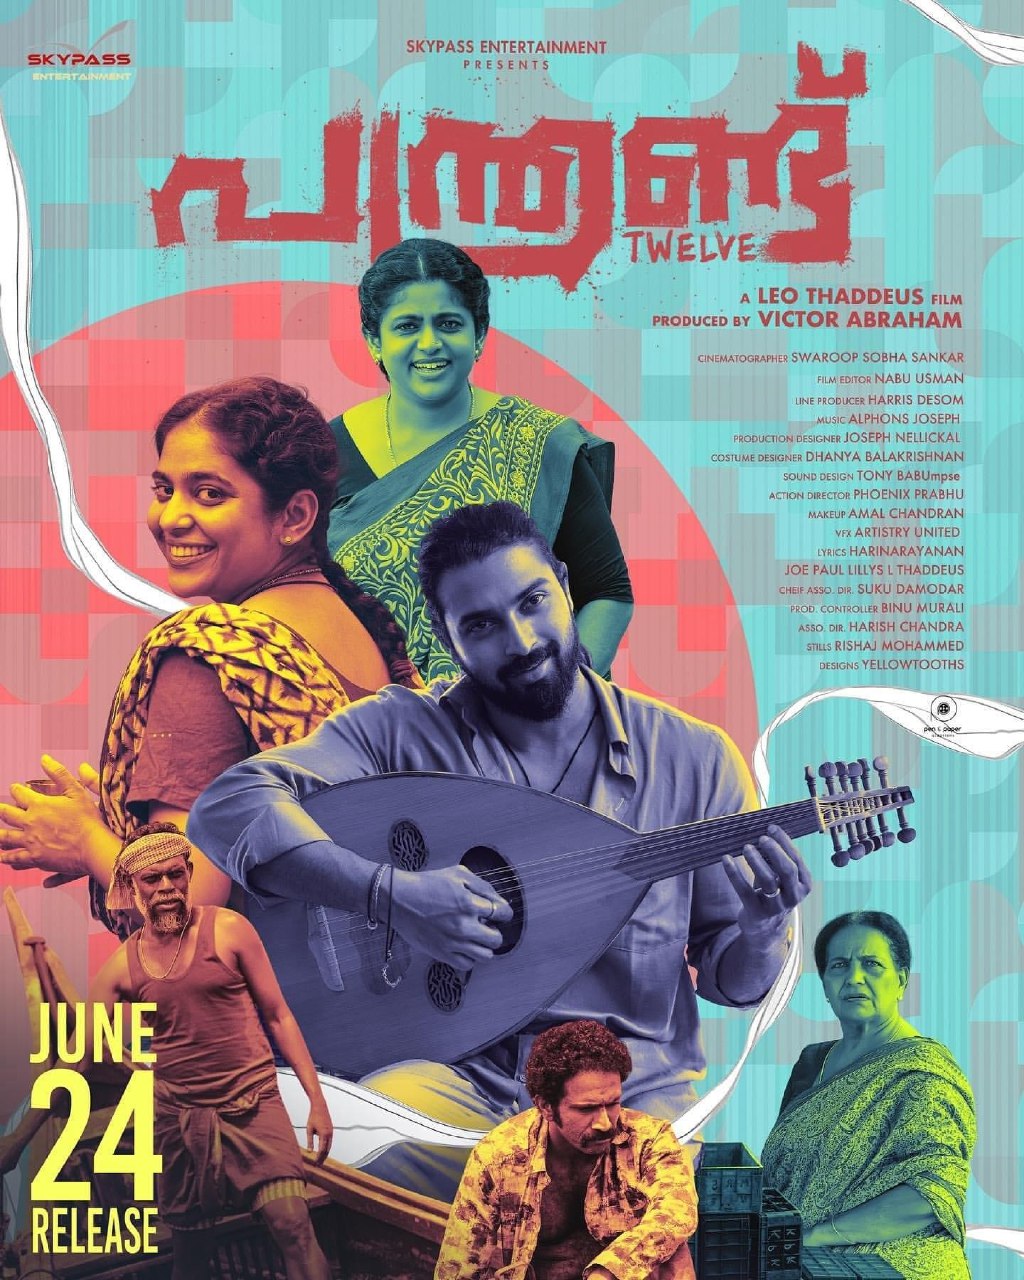 SKYPASS
ENTERTAINMENT
SKYPASS ENTERTAINMENT
PRESENTS
പന്ത്രണ്ട്
TWELVE
A LEO THADDEUS FILM
PRODUCED BY VICTOR ABRAHAM
CINEMATOGRAPHER SWAROOP SOBHA SANKAR
FILM EDITOR NABU USMAN
LINE PRODUCER HARRIS DESOM
MUSIC ALPHONS JOSEPH
PRODUCTION DESIGNER JOSEPH NELLICKAL
COSTUME DESIGNER DHANYA BALAKRISHNAN
SOUND DESIGN TONY BABUmpse
ACTION DIRECTOR PHOENIX PRABHU
MAKEUP AMAL CHANDRAN
VFX ARTISTRY UNITED
LYRICS HARINARAYANAN
JOE PAUL LILLYS L THADDEUS
CHEIF ASSO. DIR. SUKU DAMODAR
PROD. CONTROLLER BINU MURALI
ASSO. DIR. HARISH CHANDRA
STILLS RISHAJ MOHAMMED
DESIGNS YELLOWTOOTHS
pen & paper
JUNE
24
RELEASE